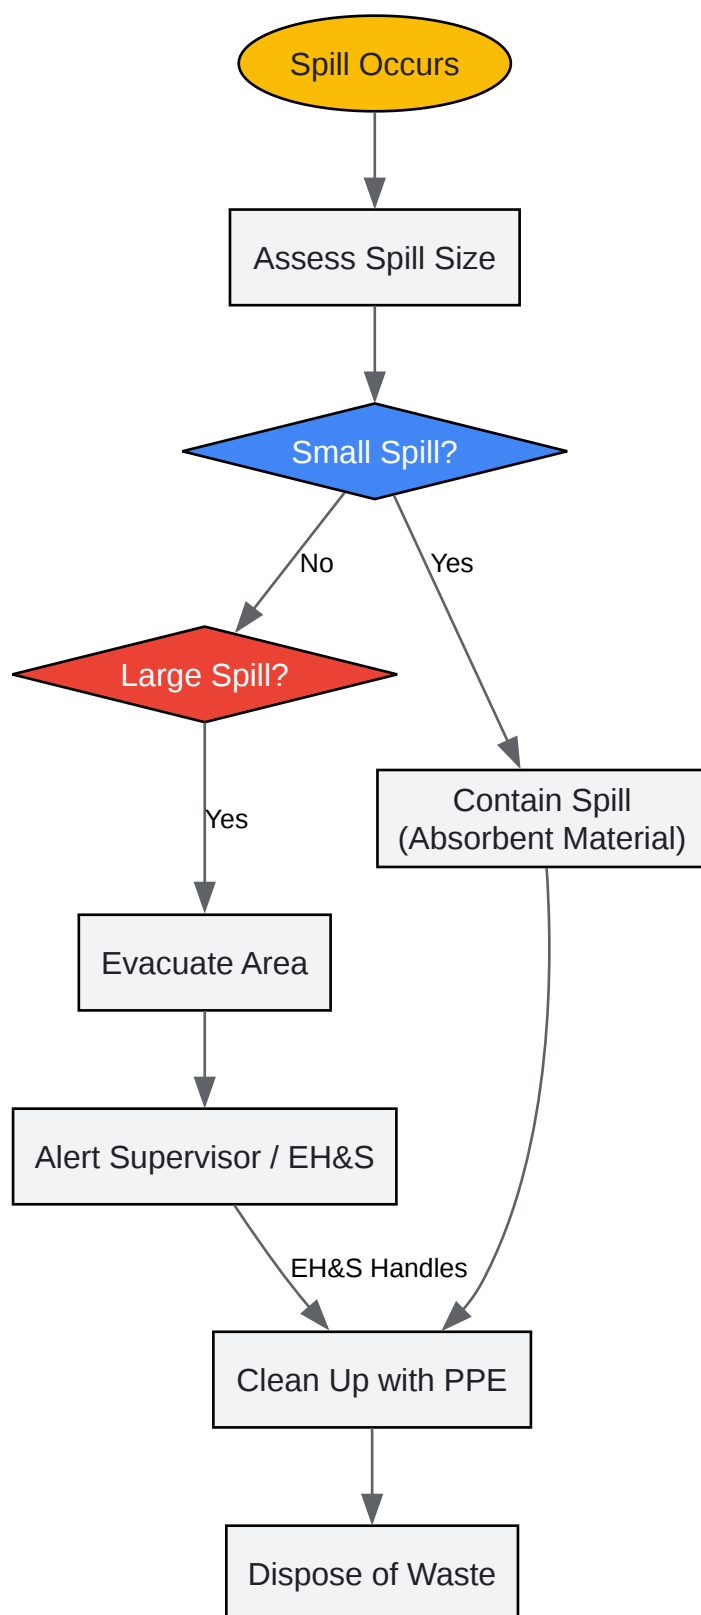 Spill Occurs
Assess Spill Size
Small Spill?
No
Yes
Large Spill?
Yes
Contain Spill
(Absorbent Material)
Evacuate Area
Alert Supervisor / EH&S
EH&S Handles
Clean Up with PPE
Dispose of Waste